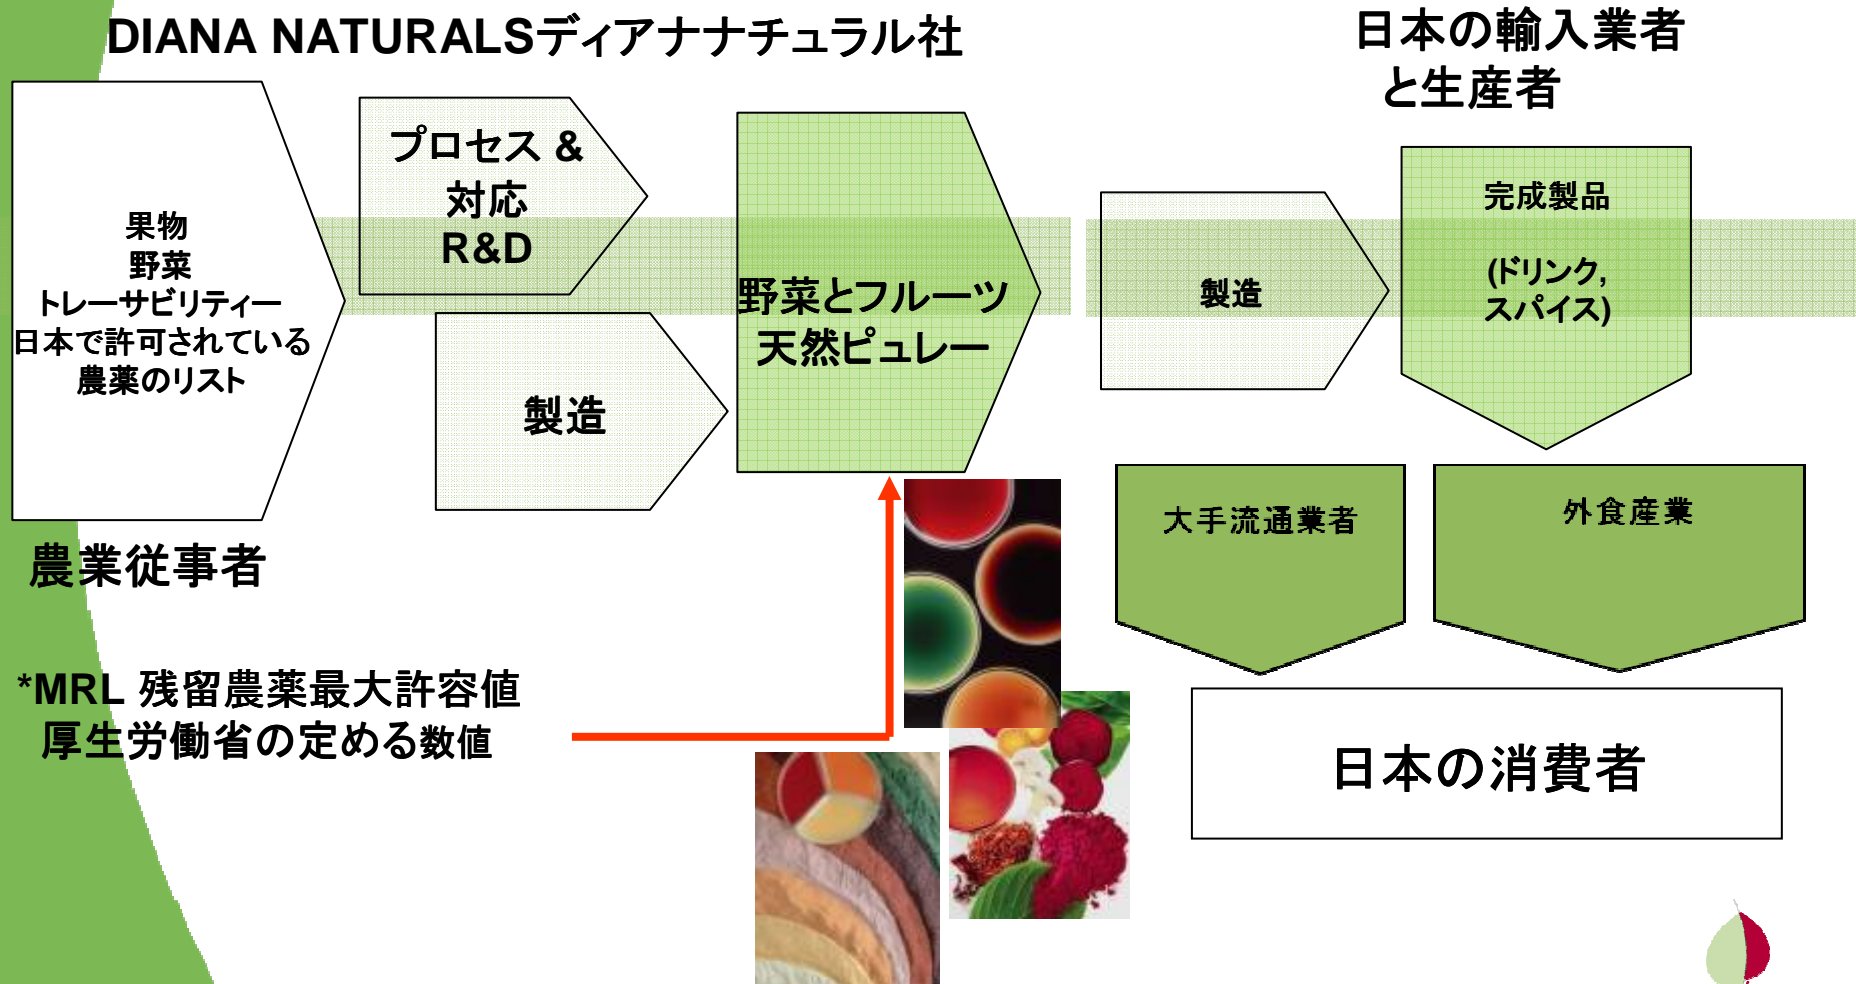 DIANA NATURALSディアナナチュラル社
日本の輸入業者
と生産者
果物
野菜
トレーサビリティー
日本で許可されている
農薬のリスト
プロセス &
対応
R&D
製造
野菜とフルーツ
天然ピュレー
製造
完成製品
(ドリンク,
スパイス)
大手流通業者
外食産業
農業従事者
*MRL 残留農薬最大許容値
厚生労働省の定める数値
日本の消費者